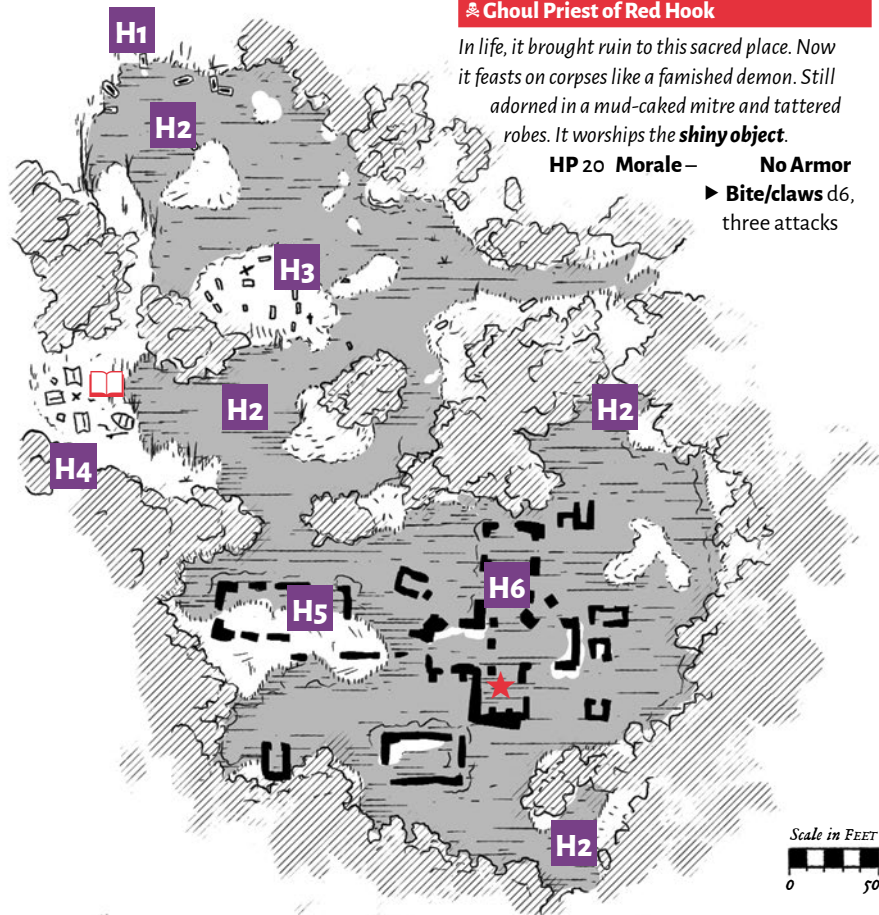 Ghoul Priest of Red Hook
In life, it brought ruin to this sacred place. Now
it feasts on corpses like a famished demon. Still
adorned in a mud-caked mitre and tattered
robes. It worships the shiny object.
HP 20 Morale – No Armor
▶ Bite/claws d6,
three attacks
H1
H2
H3
H4
H2
H2
H5
H6
H2
Scale in FEET
0 50